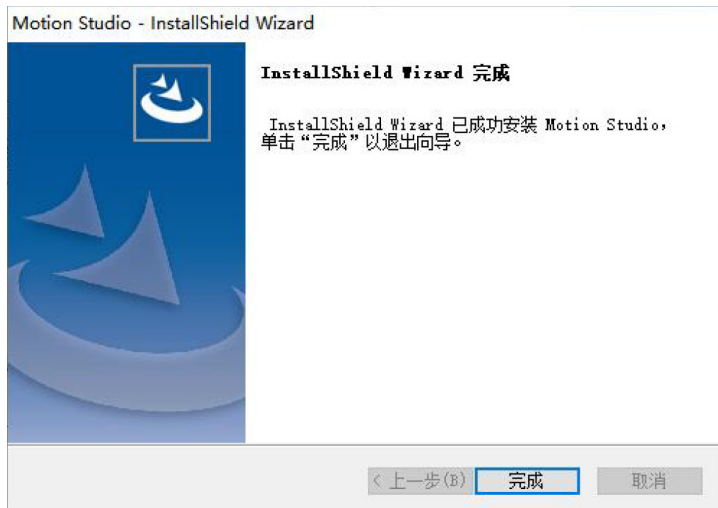 Motion Studio - InstallShield Wizard
InstallShield Wizard 完成
InstallShield Wizard 已成功安装 Motion Studio，
单击“完成”以退出向导。
< 上一步(B) 完成 取消